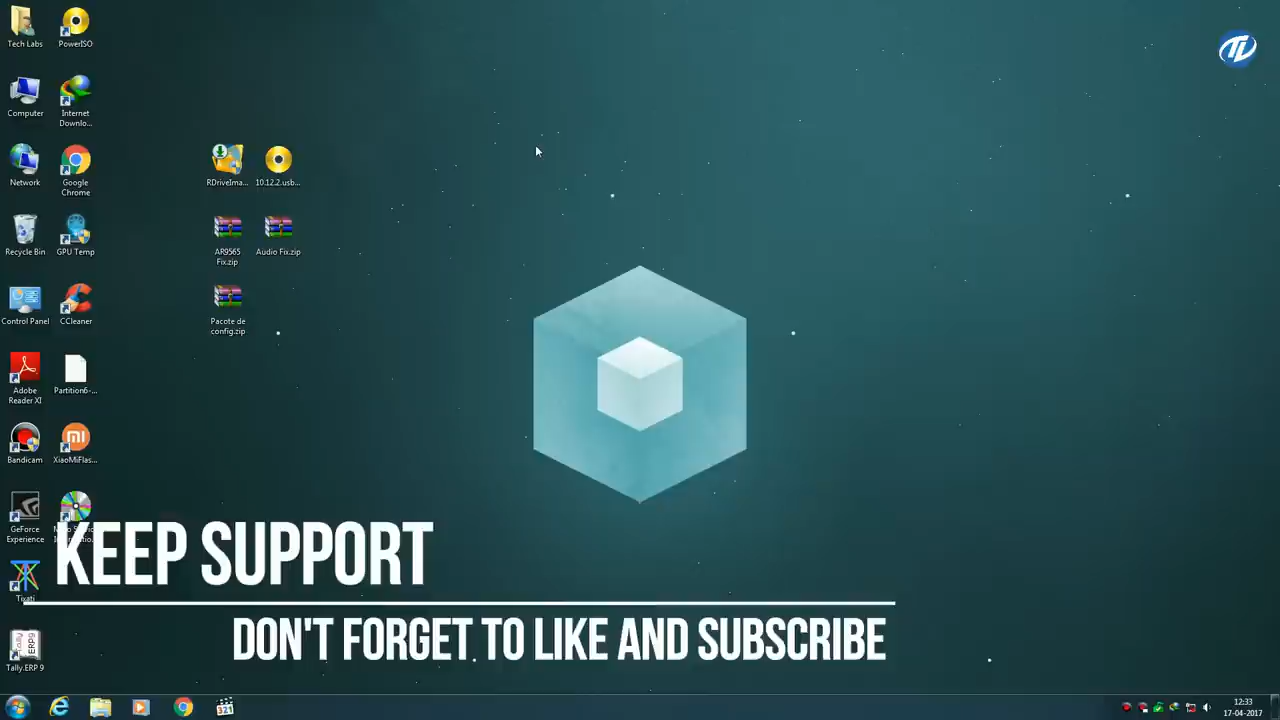 Tech Labs
PowerISO
Computer
Internet
Downlo...
Network
Google
Chrome
RDriveIma...
10.12.2.usb...
Recycle Bin
GPU Temp
AR9565
Fix.zip
Audio Fix.zip
Control Panel
CCleaner
Pacote de
config.zip
Adobe
Reader XI
Partition6-...
Bandicam
XiaoMiFlas...
GeForce
Experience
KEEP SUPPORT
Tixati
DON'T FORGET TO LIKE AND SUBSCRIBE
Tally.ERP 9
321
12:33
17-04-2017